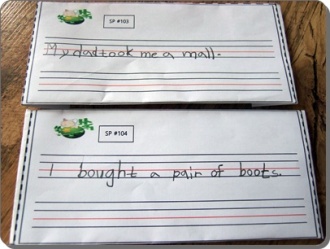 SP #103
My dad took me a mall.
SP #104
I bought a pair of boots.